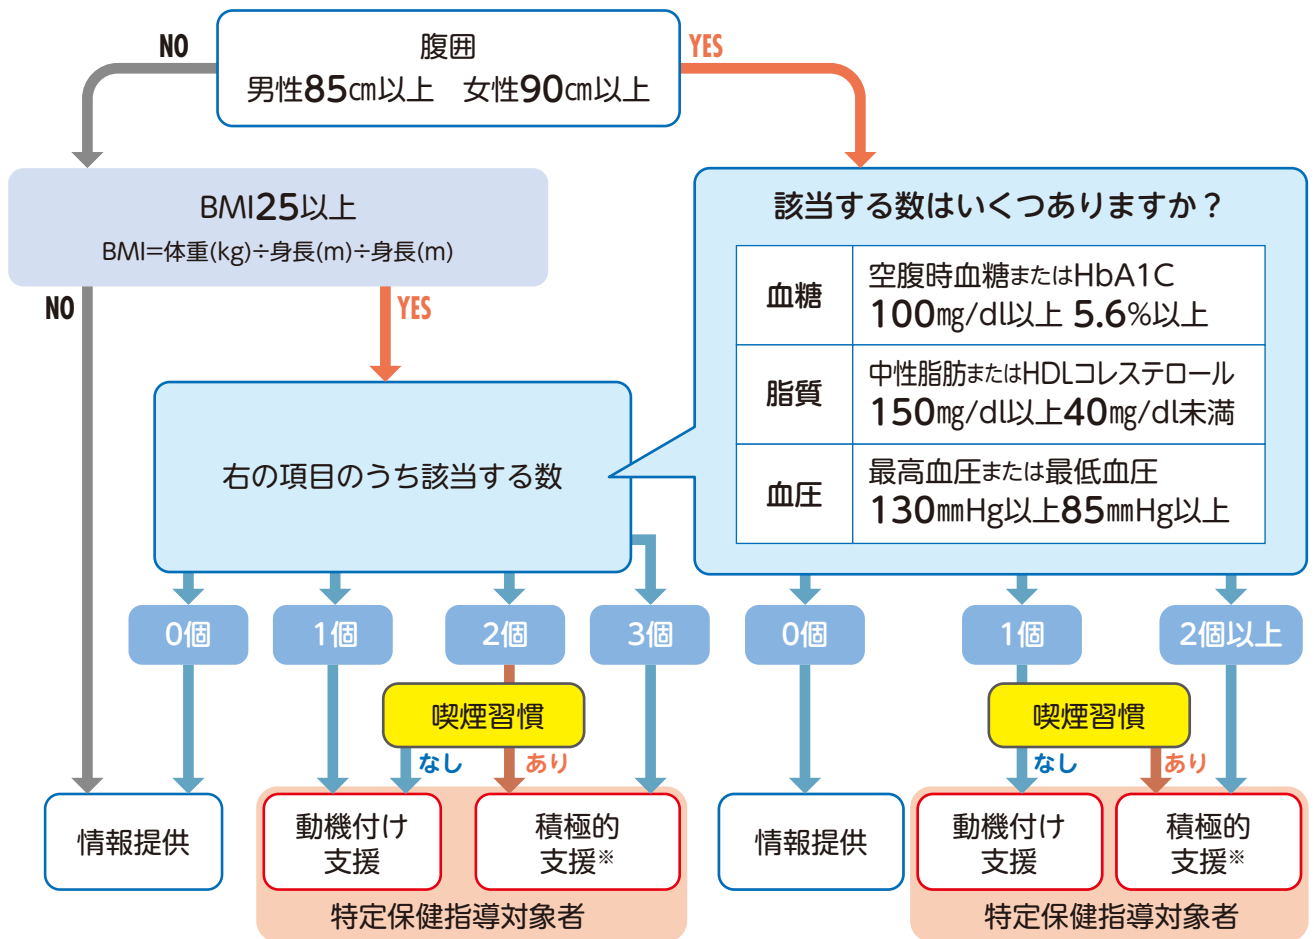 腹囲
男性85㎝以上 女性90㎝以上
NO
YES
BMI25以上
BMI=体重(kg)÷身長(m)÷身長(m)
NO
YES
右の項目のうち該当する数
該当する数はいくつありますか？
血糖
空腹時血糖またはHbA1C
100㎎/dl以上 5.6%以上
脂質
中性脂肪またはHDLコレステロール
150㎎/dl以上40㎎/dl未満
血圧
最高血圧または最低血圧
130㎜Hg以上85㎜Hg以上
0個
1個
2個
3個
0個
1個
2個以上
喫煙習慣
なし
あり
喫煙習慣
なし
あり
情報提供
動機付け
支援
積極的
支援※
特定保健指導対象者
情報提供
動機付け
支援
積極的
支援※
特定保健指導対象者